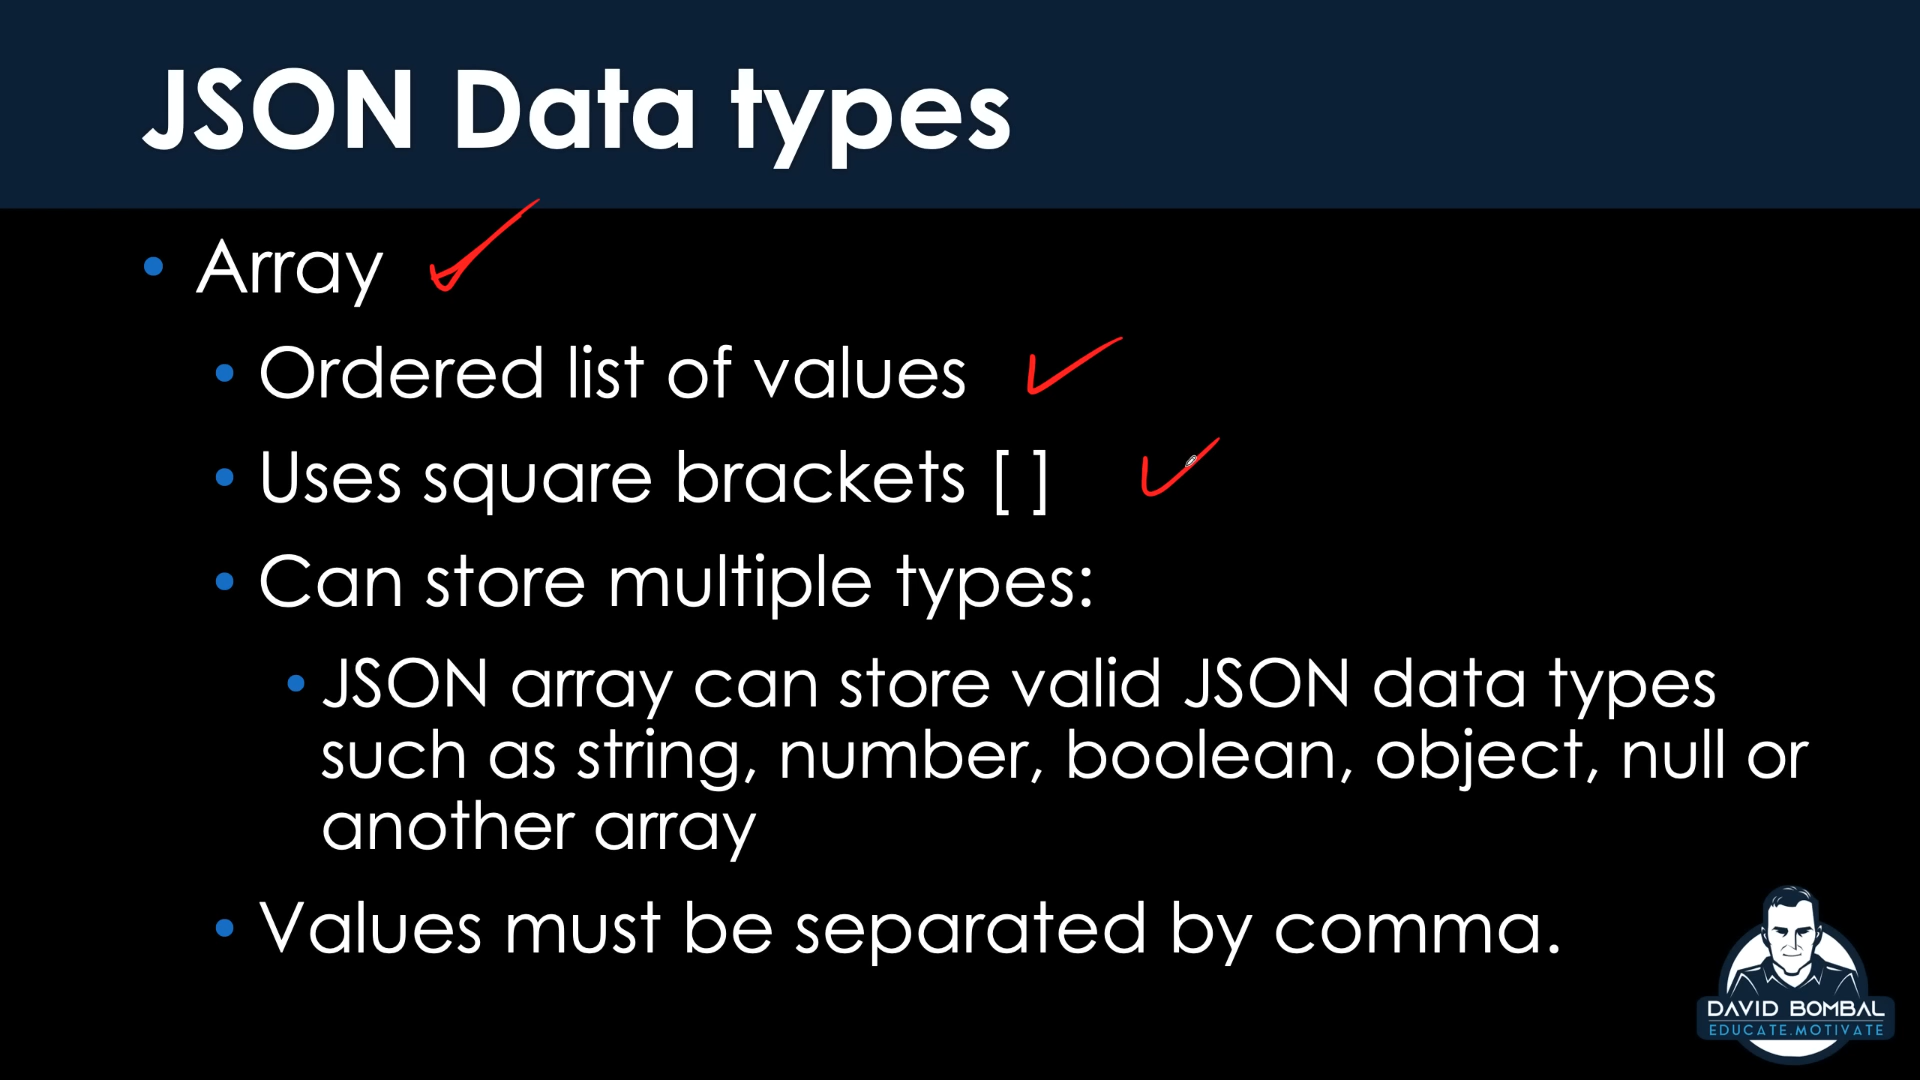 JSON Data types
• Array
• Ordered list of values
• Uses square brackets [ ]
• Can store multiple types:
• JSON array can store valid JSON data types
such as string, number, boolean, object, null or
another array
• Values must be separated by comma.
DAVID BOMBAL
EDUCATE.MOTIVATE